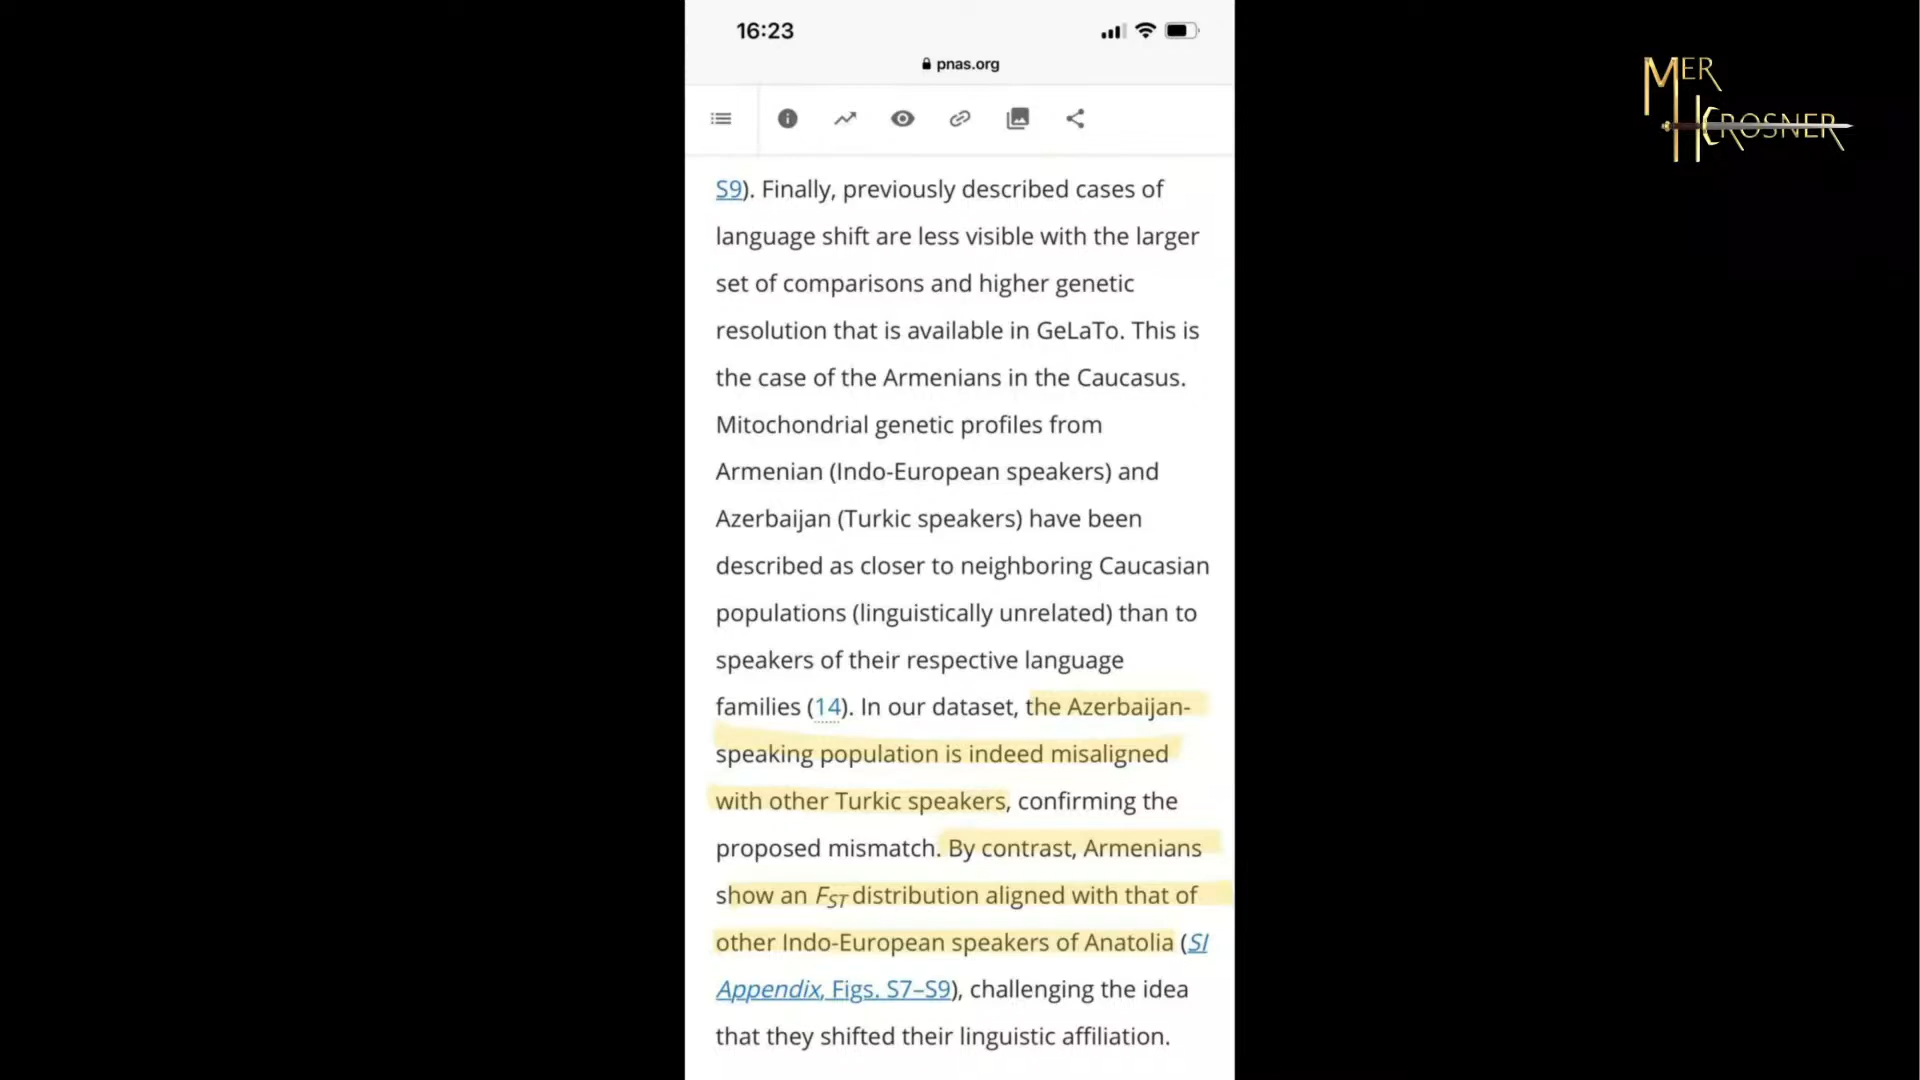 16:23
pnas.org
MER
HEROSNER
S9). Finally, previously described cases of
language shift are less visible with the larger
set of comparisons and higher genetic
resolution that is available in GeLaTo. This is
the case of the Armenians in the Caucasus.
Mitochondrial genetic profiles from
Armenian (Indo-European speakers) and
Azerbaijan (Turkic speakers) have been
described as closer to neighboring Caucasian
populations (linguistically unrelated) than to
speakers of their respective language
families (14). In our dataset, the Azerbaijan-
speaking population is indeed misaligned
with other Turkic speakers, confirming the
proposed mismatch. By contrast, Armenians
show an FST distribution aligned with that of
other Indo-European speakers of Anatolia (SI
Appendix, Figs. S7–S9), challenging the idea
that they shifted their linguistic affiliation.